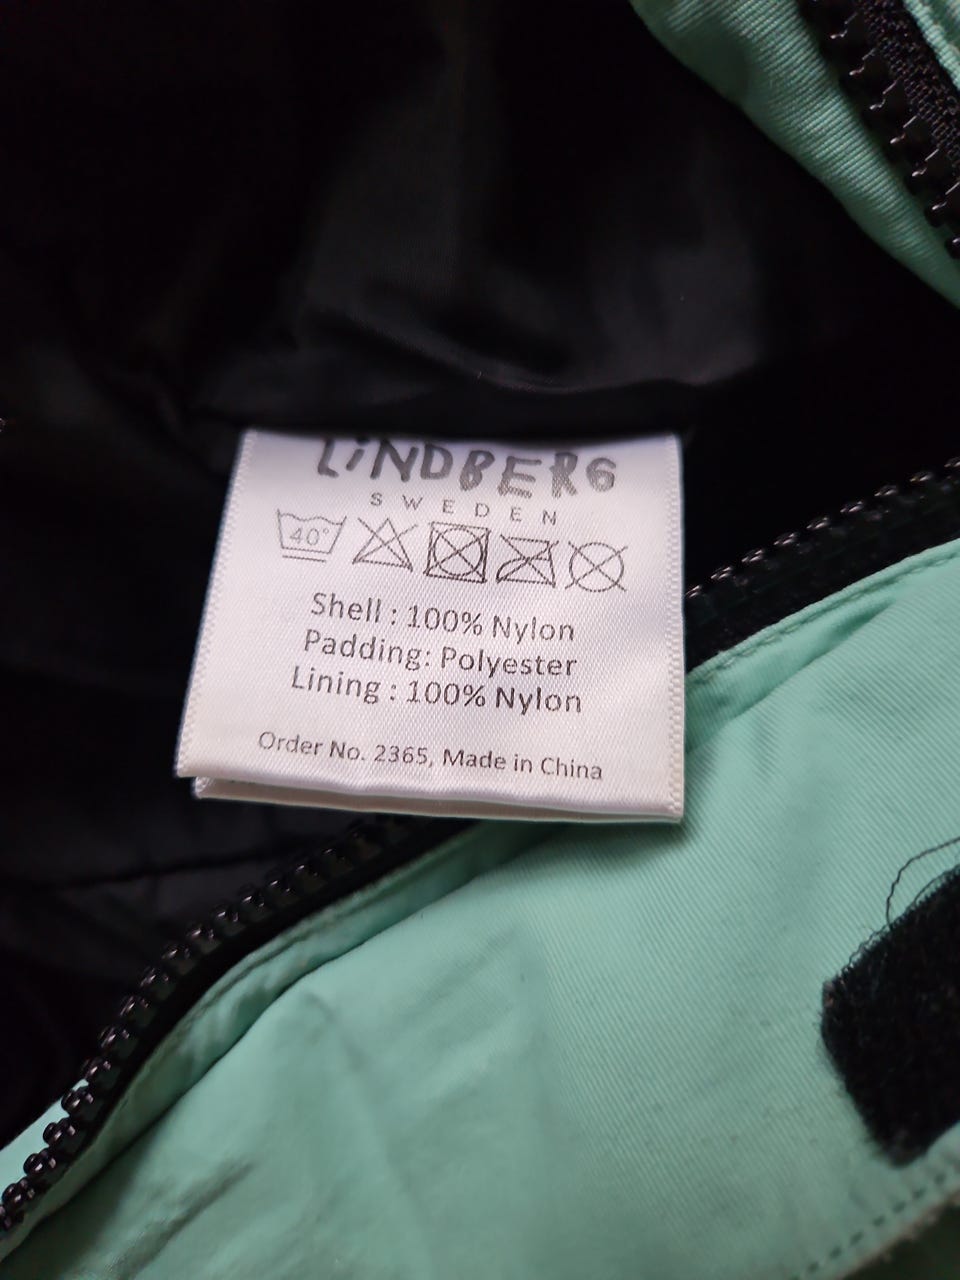 LiNDBERG
SWEDEN
40°
Shell : 100% Nylon
Padding: Polyester
Lining : 100% Nylon
Order No. 2365, Made in China